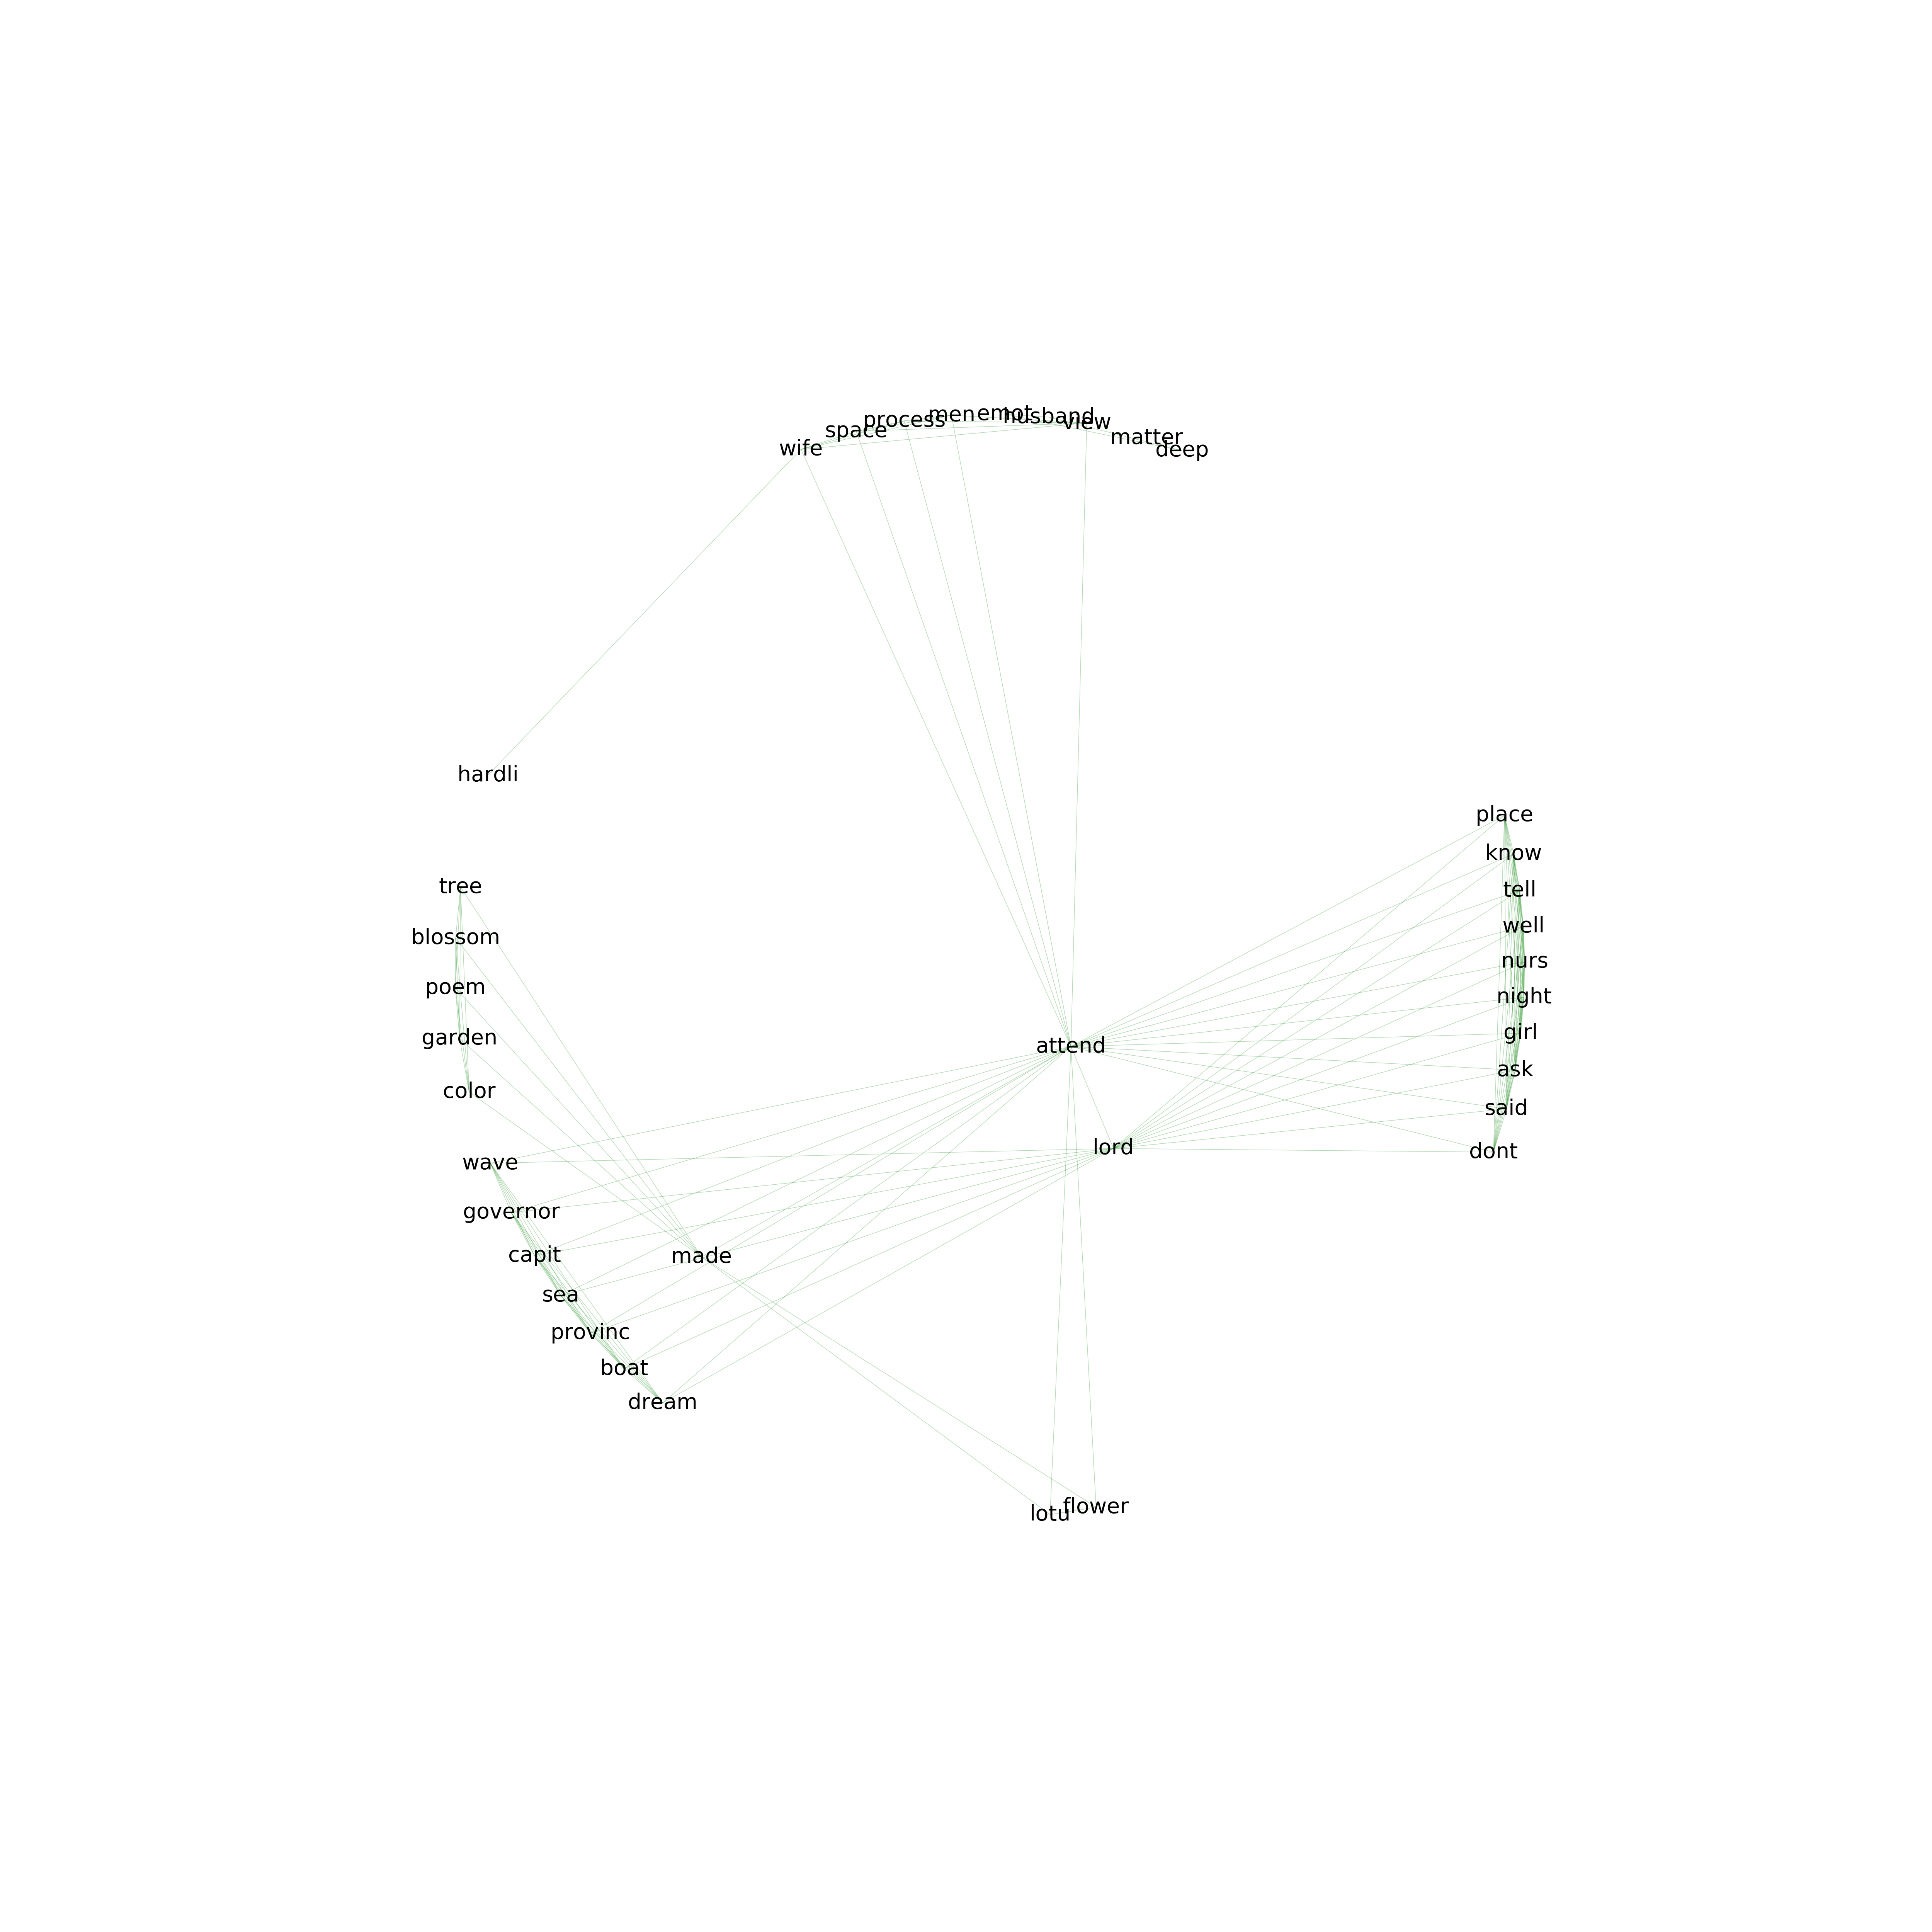 emot
men
husband
process
view
space
matter
wife
deep
hardli
place
know
tree
tell
well
blossom
nurs
poem
night
girl
garden
attend
ask
color
said
lord
dont
wave
governor
capit
made
sea
provinc
boat
dream
flower
lotu